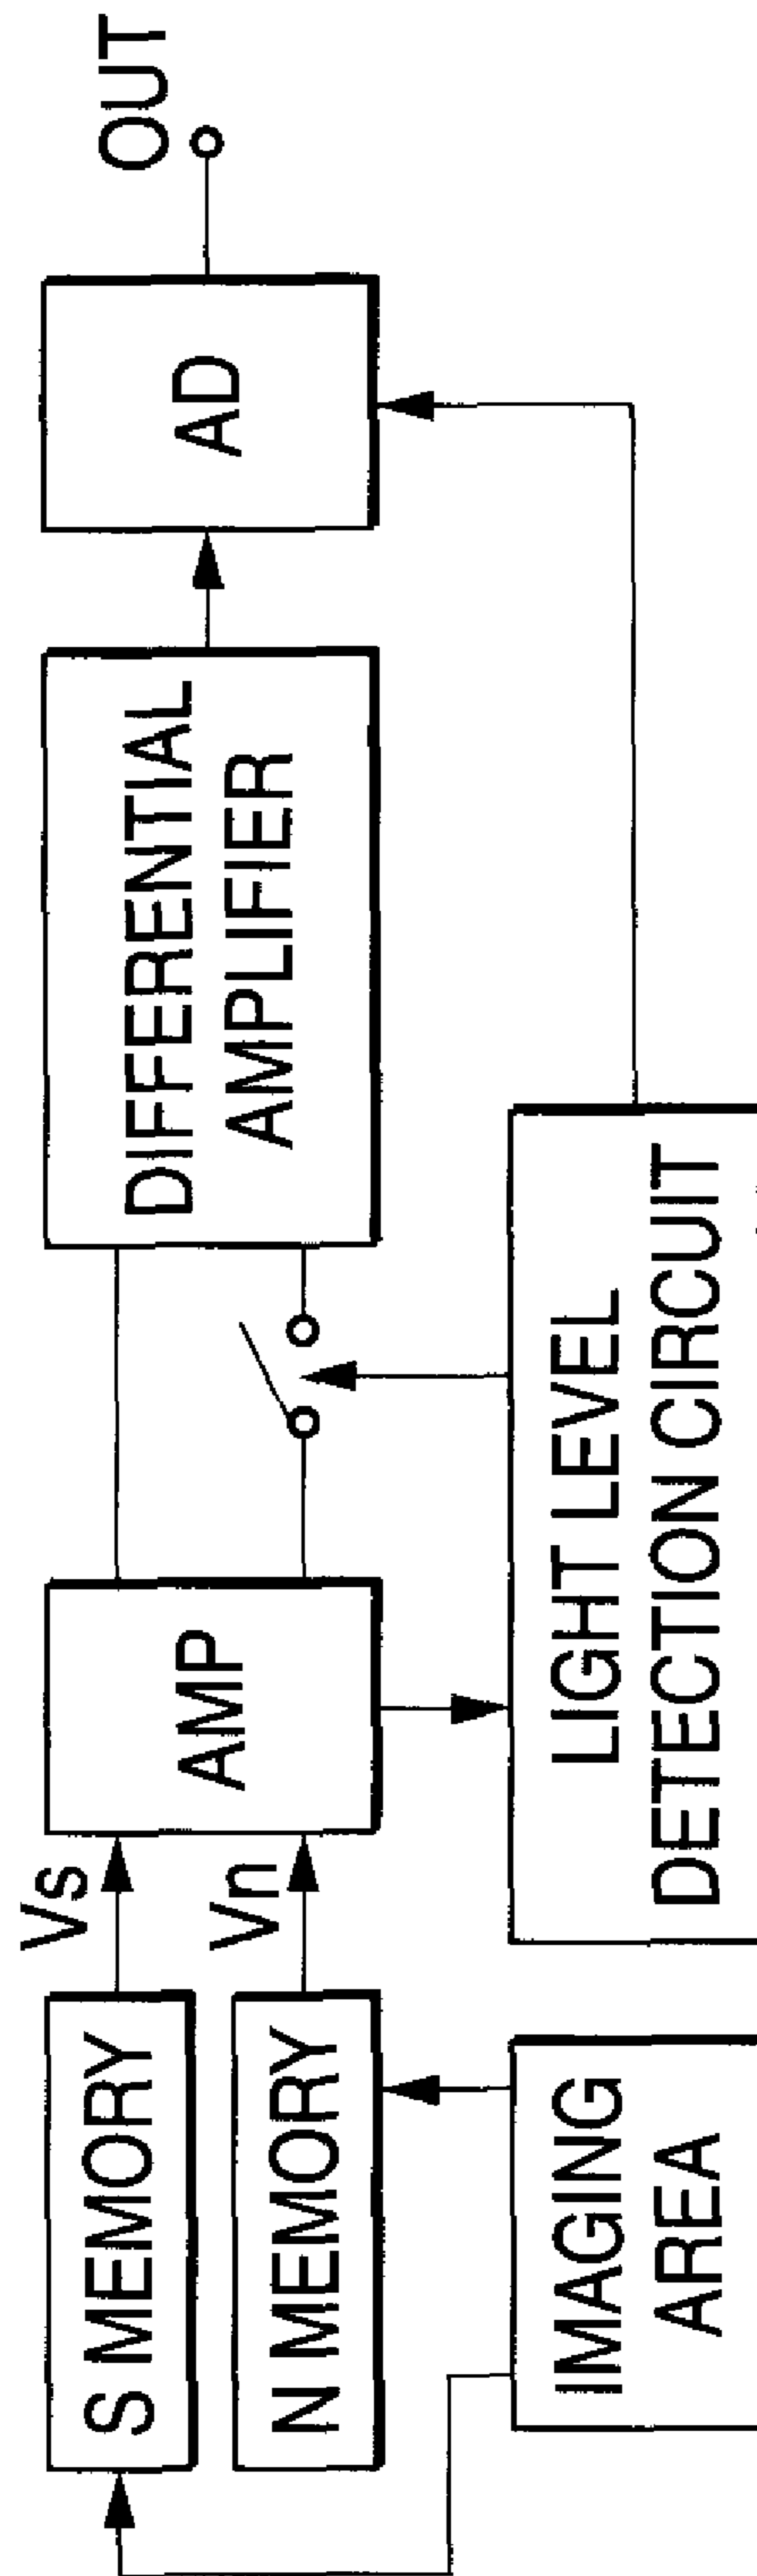 S MEMORY
Vs
N MEMORY
Vn
AMP
DIFFERENTIAL
AMPLIFIER
AD
OUT
IMAGING
AREA
LIGHT LEVEL
DETECTION CIRCUIT